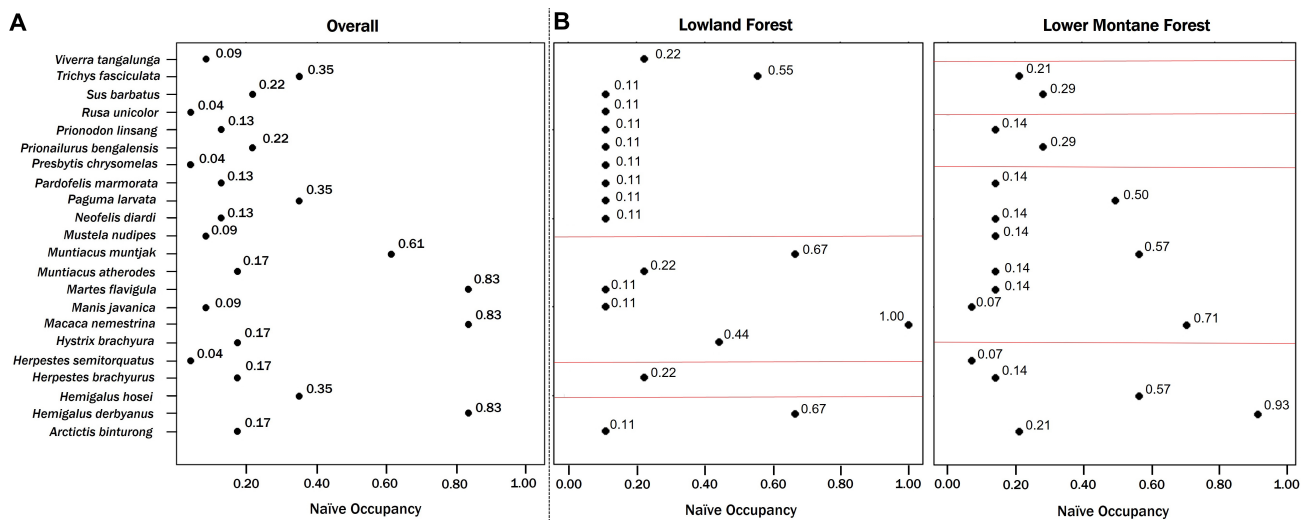 A
Overall
B
Lowland Forest
Lower Montane Forest
Viverra tangalunga
Trichys fasciculata
Sus barbatus
Rusa unicolor
Prionodon linsang
Prionailurus bengalensis
Presbytis chrysomelas
Pardofelis marmorata
Paguma larvata
Neofelis diardi
Mustela nudipes
Muntiacus muntjak
Muntiacus atherodes
Martes flavigula
Manis javanica
Macaca nemestrina
Hystrix brachyura
Herpestes semitorquatus
Herpestes brachyurus
Hemigalus hosei
Hemigalus derbyanus
Arctictis binturong
0.09
0.35
0.22
0.04
0.13
0.22
0.04
0.13
0.35
0.13
0.09
0.61
0.17
0.83
0.09
0.83
0.17
0.04
0.17
0.35
0.83
0.17
0.20
0.40
0.60
0.80
1.00
Naïve Occupancy
0.22
0.55
0.11
0.11
0.11
0.11
0.11
0.11
0.11
0.11
0.67
0.22
0.11
0.11
1.00
0.44
0.22
0.67
0.11
0.00
0.20
0.40
0.60
0.80
1.00
Naïve Occupancy
0.21
0.29
0.14
0.29
0.14
0.50
0.14
0.14
0.57
0.14
0.14
0.07
0.71
0.07
0.14
0.57
0.93
0.21
0.00
0.20
0.40
0.60
0.80
1.00
Naïve Occupancy